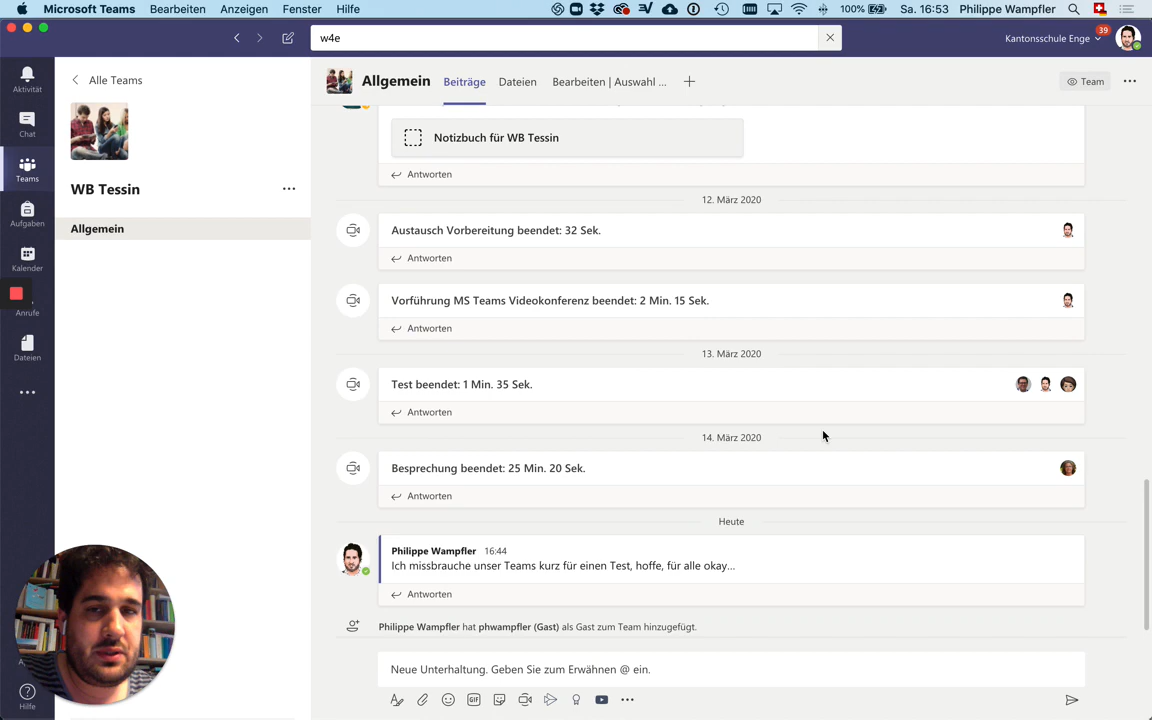 Microsoft Teams Bearbeiten Anzeigen Fenster Hilfe 100% Sa. 16:53 Philippe Wampfler
w4e
Kantonsschule Enge 39
Aktivität
Chat
Teams
Aufgaben
Kalender
Anrufe
Dateien
Hilfe
Alle Teams
WB Tessin
Allgemein
Allgemein Beiträge Dateien Bearbeiten | Auswahl ... Team
Notizbuch für WB Tessin
Antworten
12. März 2020
Austausch Vorbereitung beendet: 32 Sek.
Antworten
Vorführung MS Teams Videokonferenz beendet: 2 Min. 15 Sek.
Antworten
13. März 2020
Test beendet: 1 Min. 35 Sek.
Antworten
14. März 2020
Besprechung beendet: 25 Min. 20 Sek.
Antworten
Heute
Philippe Wampfler 16:44
Ich missbrauche unser Teams kurz für einen Test, hoffe, für alle okay...
Antworten
Philippe Wampfler hat phwampfler (Gast) als Gast zum Team hinzugefügt.
Neue Unterhaltung. Geben Sie zum Erwähnen @ ein.
GIF